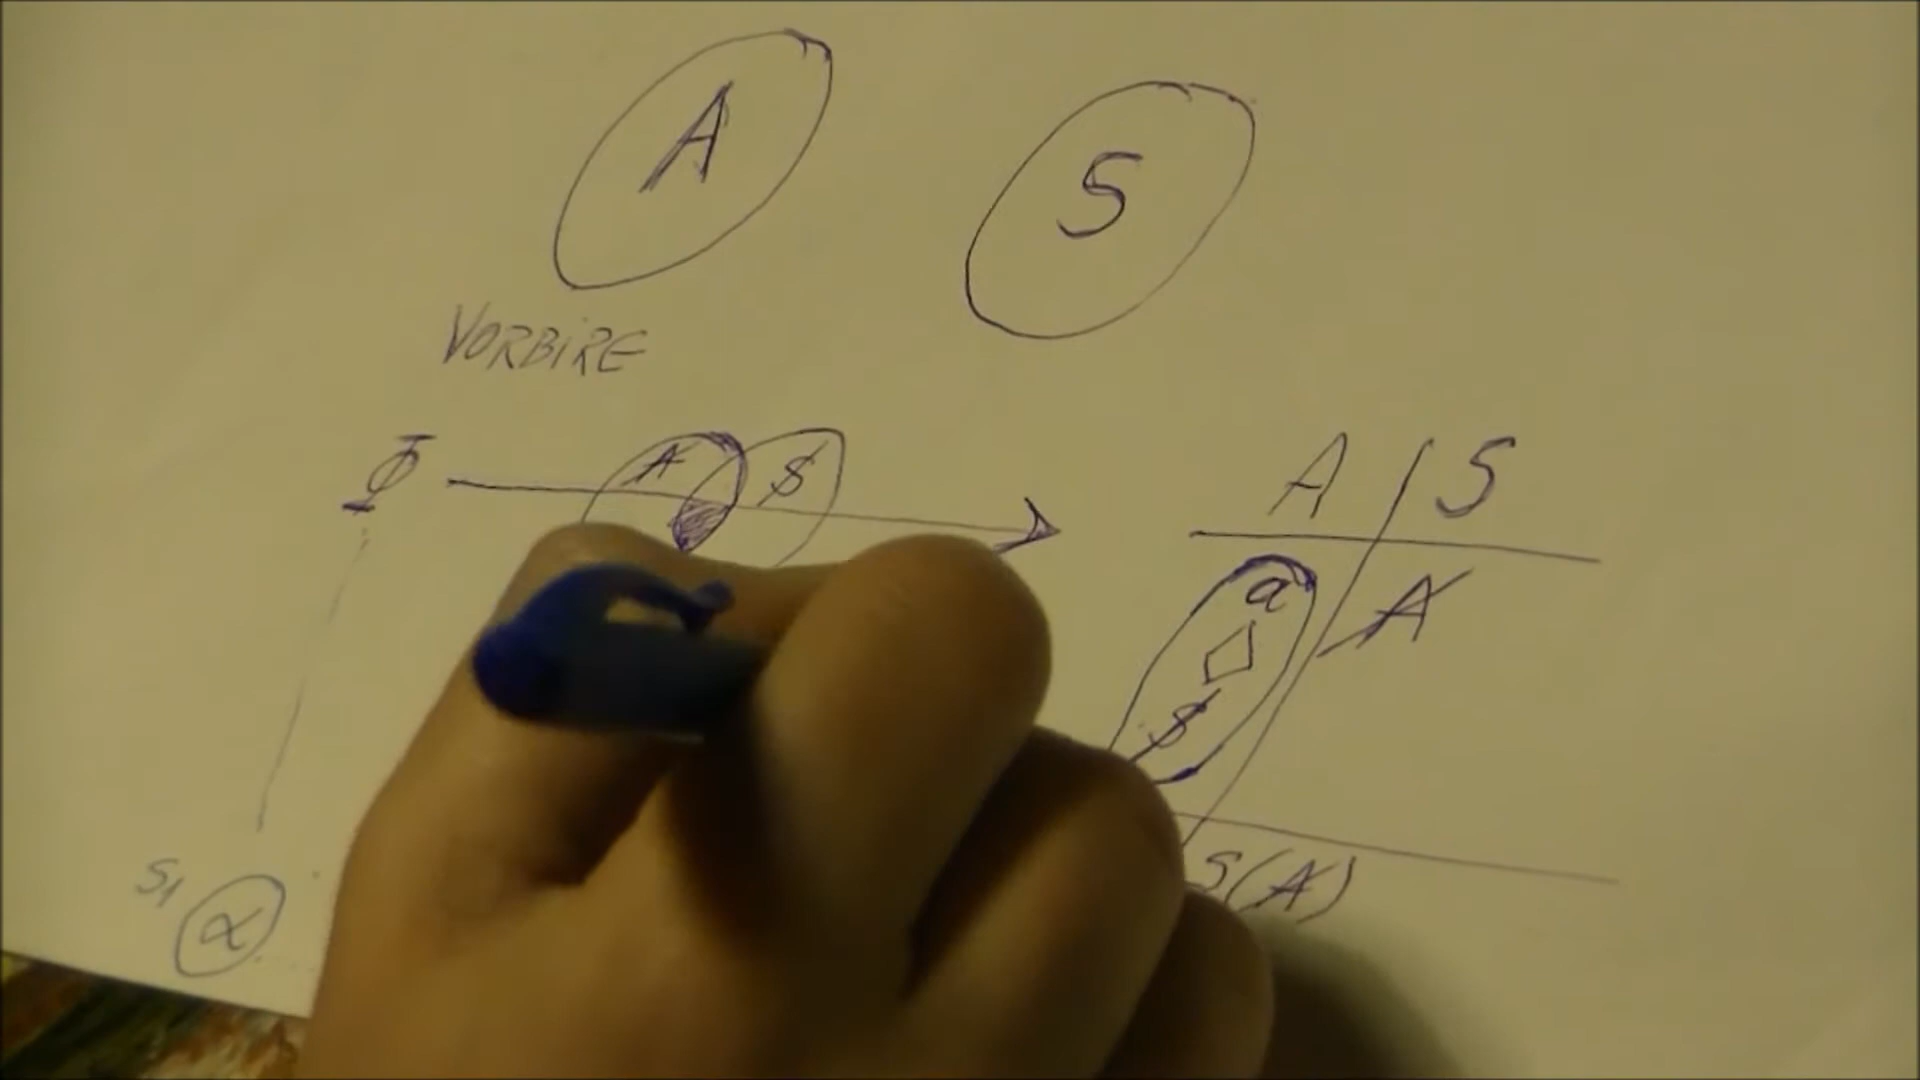 A
S
VORBIRE
Φ A $
A S
a A
◇
$
S(A)
S1
α